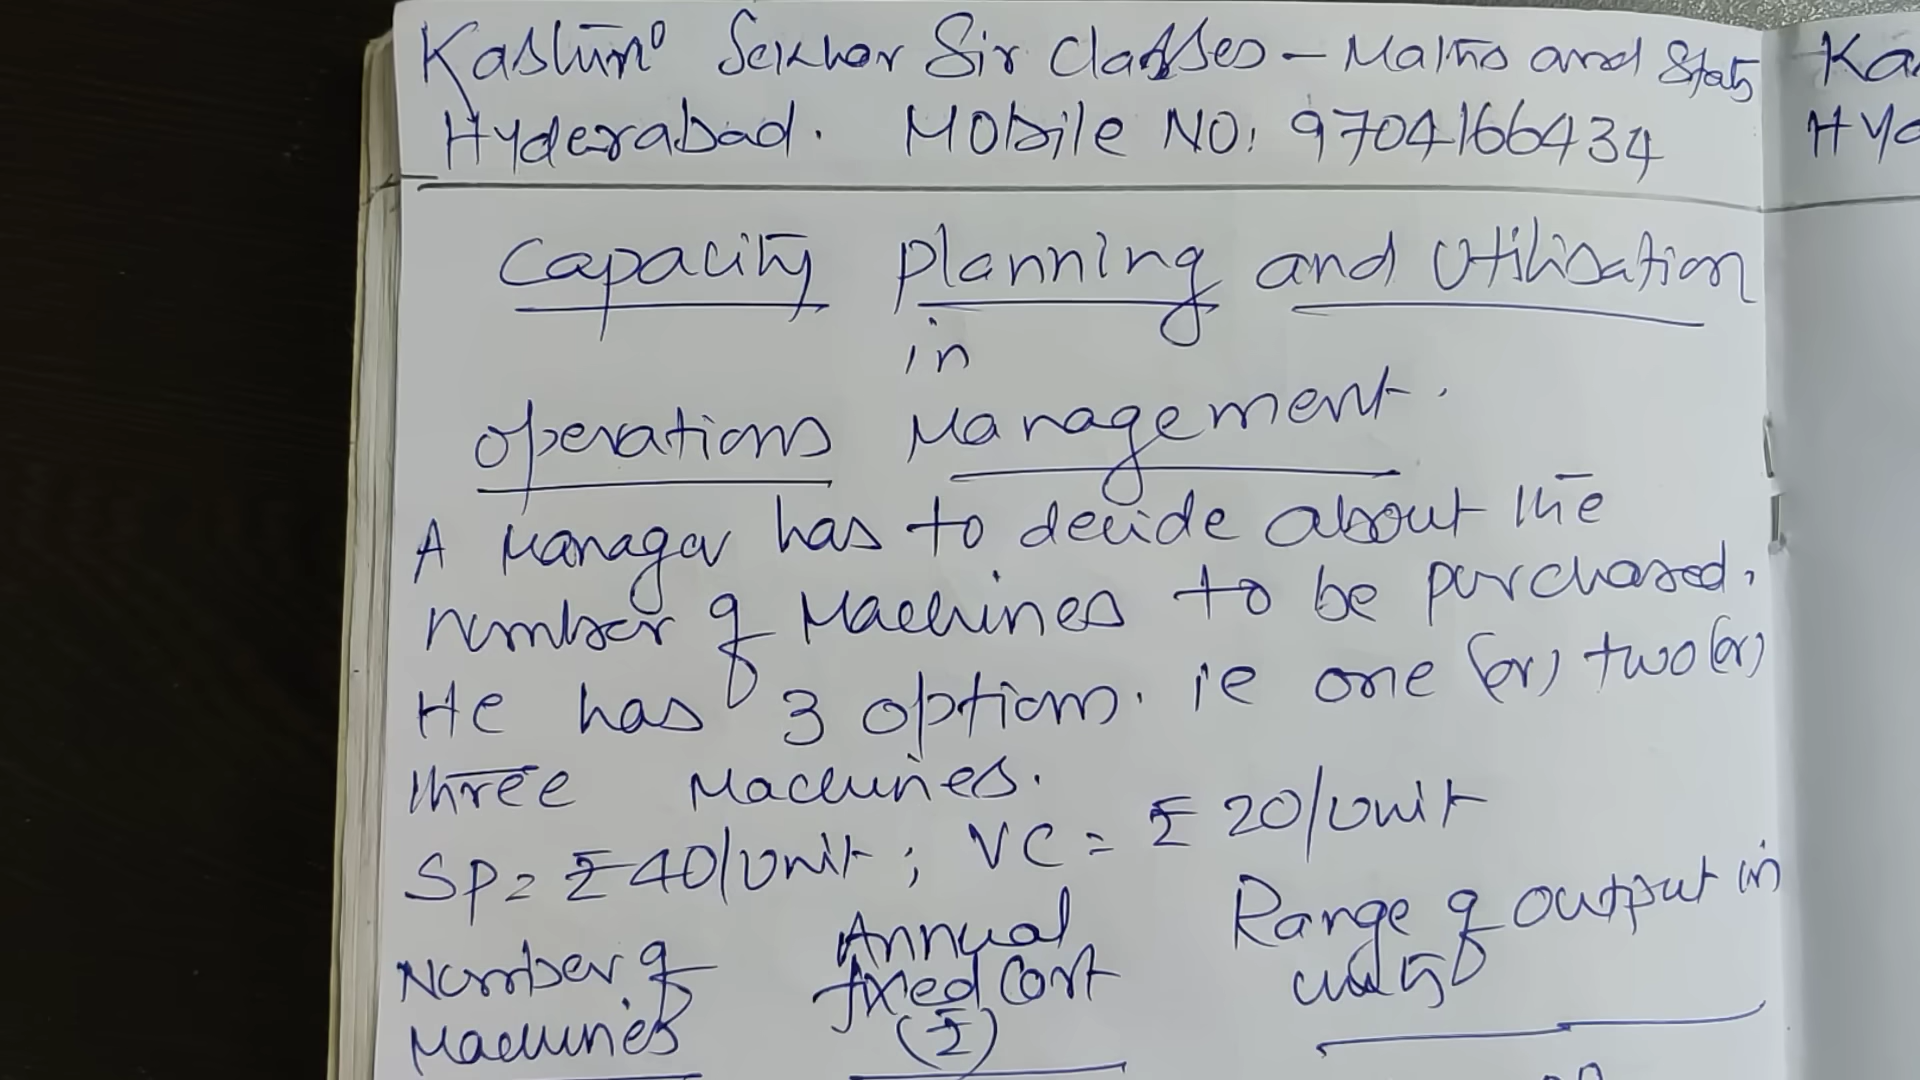 Kashini Sekhar Sir Classes - Maths and Stats
Hyderabad. Mobile NO: 9704166434
Capacity planning and Utilisation
in
Operations Management.
A Manager has to decide about the
number of Machines to be purchased.
He has 3 options. ie one (or) two (or)
three Machines.
SP = ₹40/Unit ; VC = ₹20/Unit
Number of Machines
Annual fixed Cost (₹)
Range of output in units
Ka
Hyd